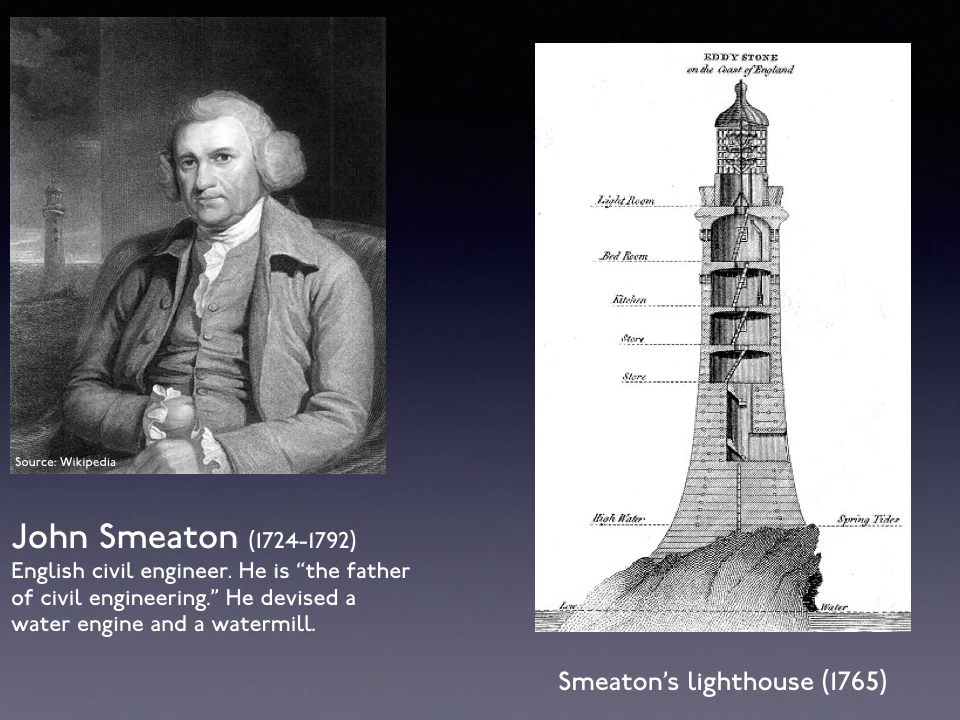 Source: Wikipedia
John Smeaton (1724-1792)
English civil engineer. He is “the father
of civil engineering.” He devised a
water engine and a watermill.
EDDY STONE
on the Coast of England
Light Room
Bed Room
Kitchen
Store
Store
High Water
Spring Tides
Low
Water
Smeaton’s lighthouse (1765)